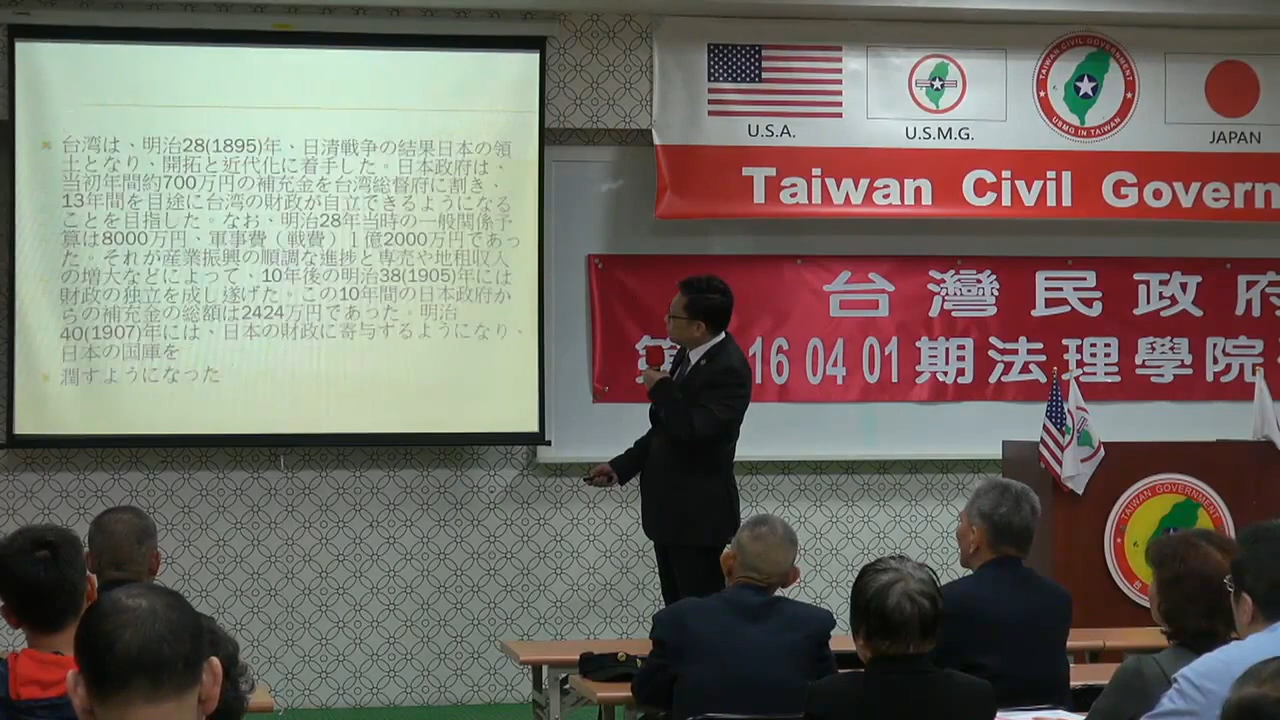 台湾は、明治28(1895)年、日清戦争の結果日本の領
土となり、開拓と近代化に着手した。日本政府は、
当初年間約700万円の補充金を台湾総督府に割き、
13年間を目途に台湾の財政が自立できるようになる
ことを目指した。なお、明治28年当時の一般関係予
算は8000万円、軍事費（戦費）1億2000万円であっ
た。それが産業振興の順調な進捗と専売や地租収入
の増大などによって、10年後の明治38(1905)年には
財政の独立を成し遂げた。この10年間の日本政府か
らの補充金の総額は2424万円であった。明治
40(1907)年には、日本の財政に寄与するようになり、
日本の国庫を
潤すようになった
U.S.A.
U.S.M.G.
TAIWAN CIVIL GOVERNMENT
USMG IN TAIWAN
JAPAN
Taiwan Civil Govern
台灣民政府
第 16 04 01期法理學院
TAIWAN GOVERNMENT